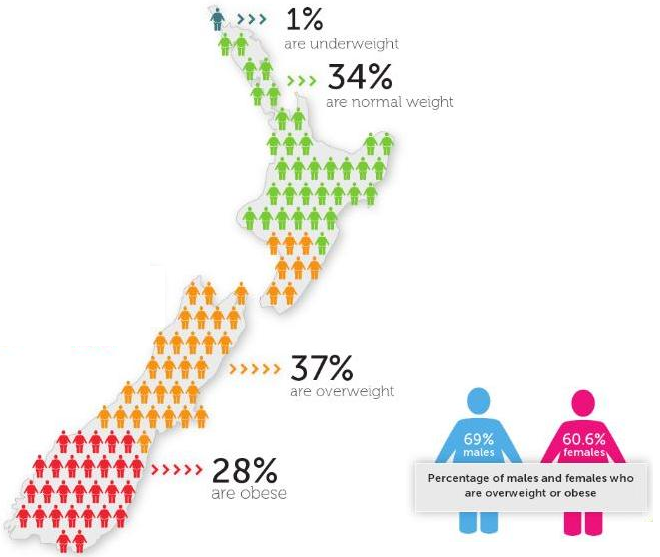 1%
are underweight
34%
are normal weight
37%
are overweight
28%
are obese
69%
males
60.6%
females
Percentage of males and females who
are overweight or obese